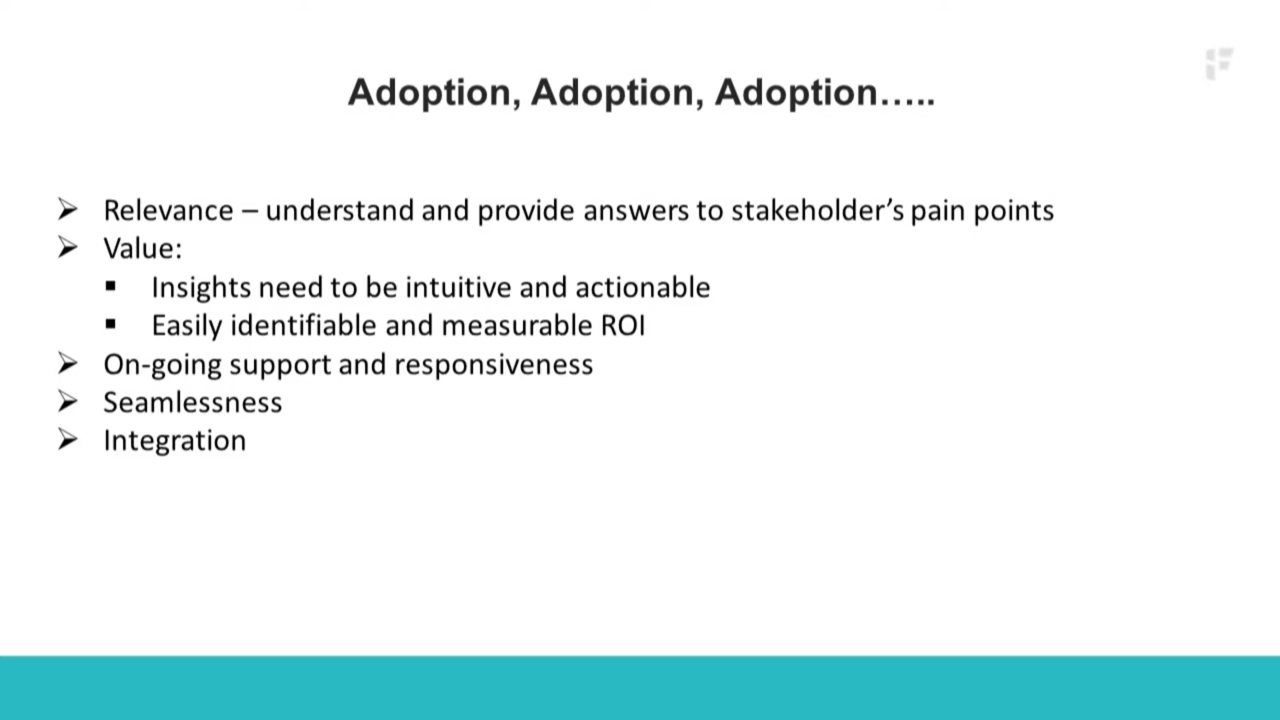 Adoption, Adoption, Adoption…..
➢ Relevance – understand and provide answers to stakeholder’s pain points
➢ Value:
▪ Insights need to be intuitive and actionable
▪ Easily identifiable and measurable ROI
➢ On-going support and responsiveness
➢ Seamlessness
➢ Integration